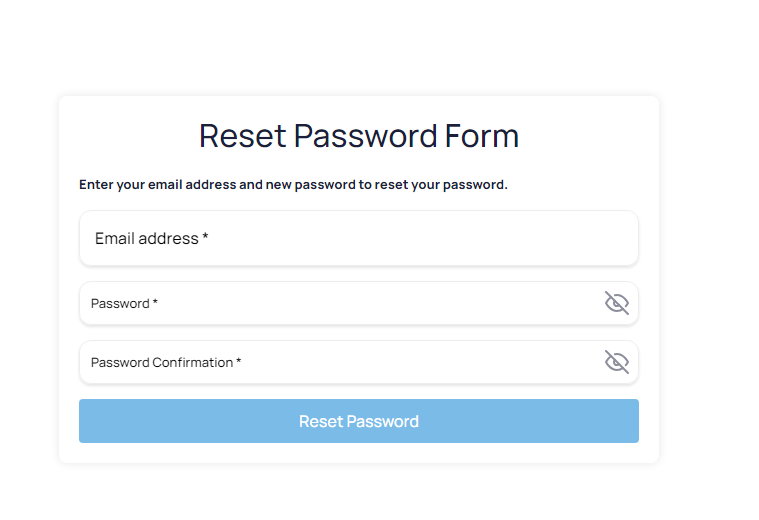 Reset Password Form
Enter your email address and new password to reset your password.
Email address *
Password *
Password Confirmation *
Reset Password